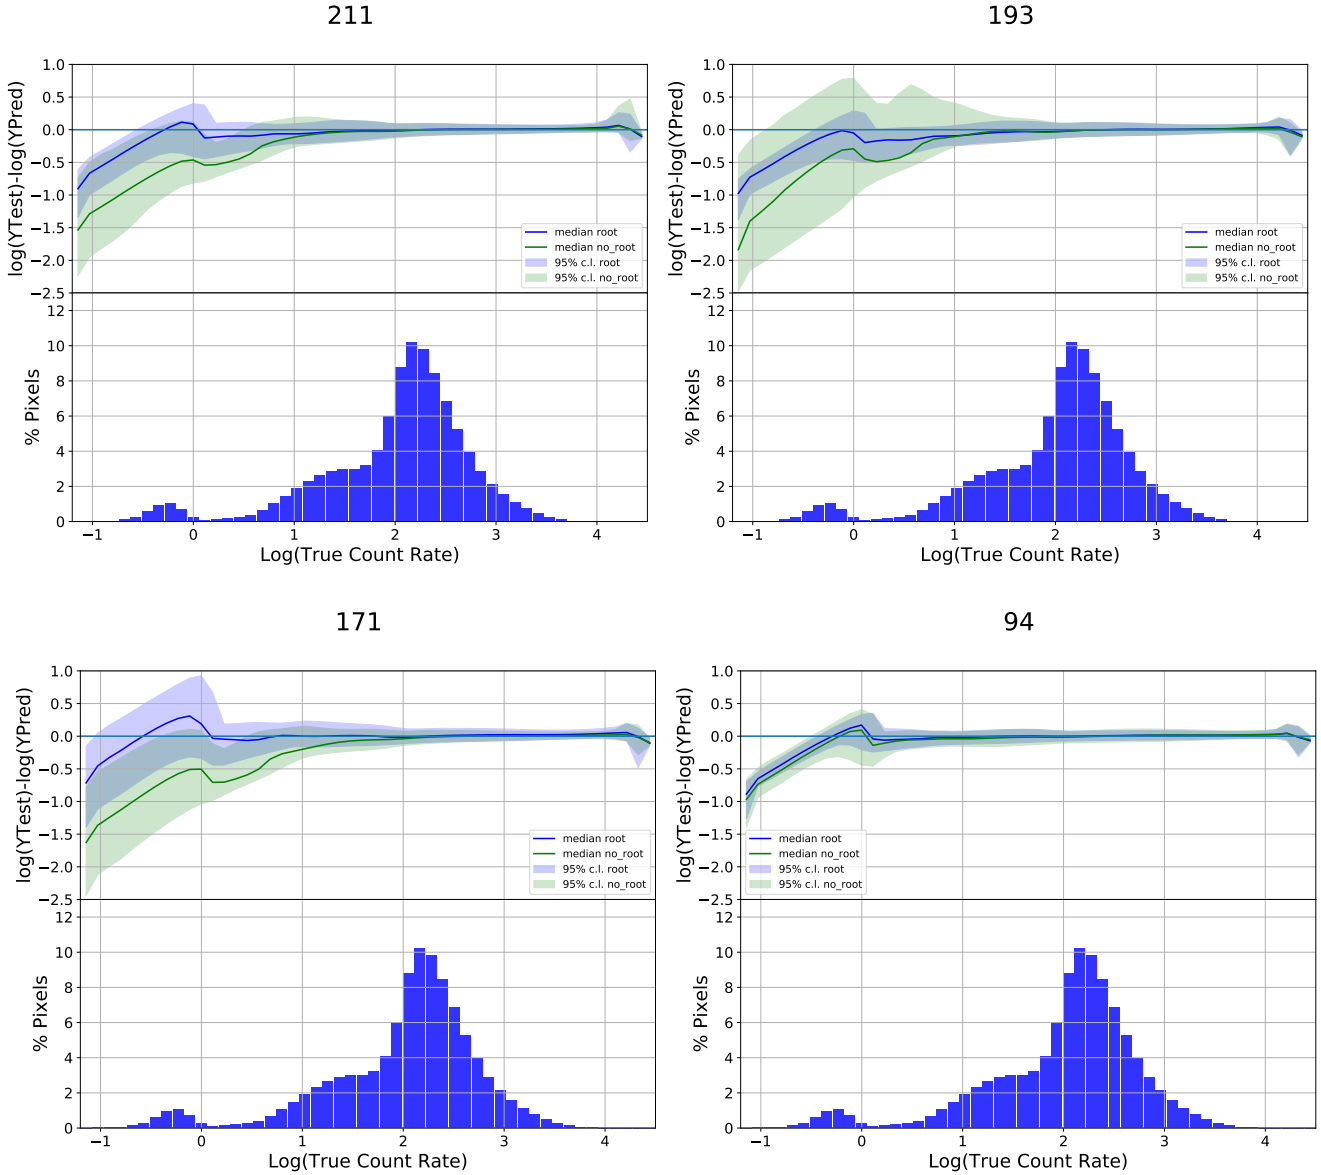 211
log(YTest)-log(YPred)
1.0
0.5
0.0
−0.5
−1.0
−1.5
−2.0
−2.5
median root
median no_root
95% c.l. root
95% c.l. no_root
% Pixels
12
10
8
6
4
2
0
−1 0 1 2 3 4
Log(True Count Rate)
193
log(YTest)-log(YPred)
1.0
0.5
0.0
−0.5
−1.0
−1.5
−2.0
−2.5
median root
median no_root
95% c.l. root
95% c.l. no_root
% Pixels
12
10
8
6
4
2
0
−1 0 1 2 3 4
Log(True Count Rate)
171
log(YTest)-log(YPred)
1.0
0.5
0.0
−0.5
−1.0
−1.5
−2.0
−2.5
median root
median no_root
95% c.l. root
95% c.l. no_root
% Pixels
12
10
8
6
4
2
0
−1 0 1 2 3 4
Log(True Count Rate)
94
log(YTest)-log(YPred)
1.0
0.5
0.0
−0.5
−1.0
−1.5
−2.0
−2.5
median root
median no_root
95% c.l. root
95% c.l. no_root
% Pixels
12
10
8
6
4
2
0
−1 0 1 2 3 4
Log(True Count Rate)